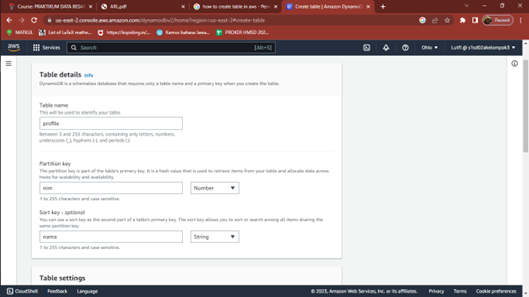 Course: PRAKTIKUM DATA RESE
ARL.pdf
how to create table in aws - Pen
Create table | Amazon DynamoDB
us-east-2.console.aws.amazon.com/dynamodbv2/home?region=us-east-2#create-table
Paused
MATKUL
List of LaTeX mathe...
https://kopsiing.in/...
Kamus bahasa Jawa...
PROKER HMSD 202...
aws
Services
Search
[Alt+S]
Ohio
Table details Info
DynamoDB is a schemaless database that requires only a table name and a primary key when you create the table.
Table name
This will be used to identify your table.
profile
Between 3 and 255 characters, containing only letters, numbers,
underscores (_), hyphens (-), and periods (.).
Partition key
The partition key is part of the table's primary key. It is a hash value that is used to retrieve items from your table and allocate data across
hosts for scalability and availability.
nim
Number
1 to 255 characters and case sensitive.
Sort key - optional
You can use a sort key as the second part of a table's primary key. The sort key allows you to sort or search among all items sharing the
same partition key.
nama
String
1 to 255 characters and case sensitive.
Table settings
CloudShell
Feedback
Language
© 2023, Amazon Web Services, Inc. or its affiliates.
Privacy
Terms
Cookie preferences